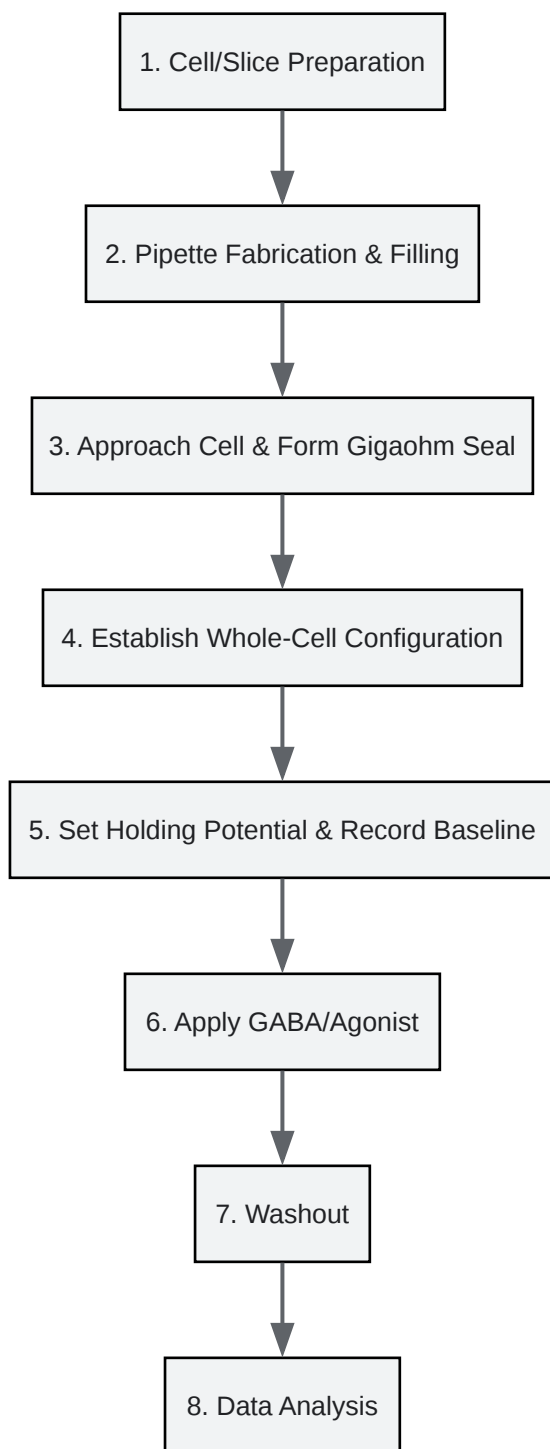 1. Cell/Slice Preparation
2. Pipette Fabrication & Filling
3. Approach Cell & Form Gigaohm Seal
4. Establish Whole-Cell Configuration
5. Set Holding Potential & Record Baseline
6. Apply GABA/Agonist
7. Washout
8. Data Analysis